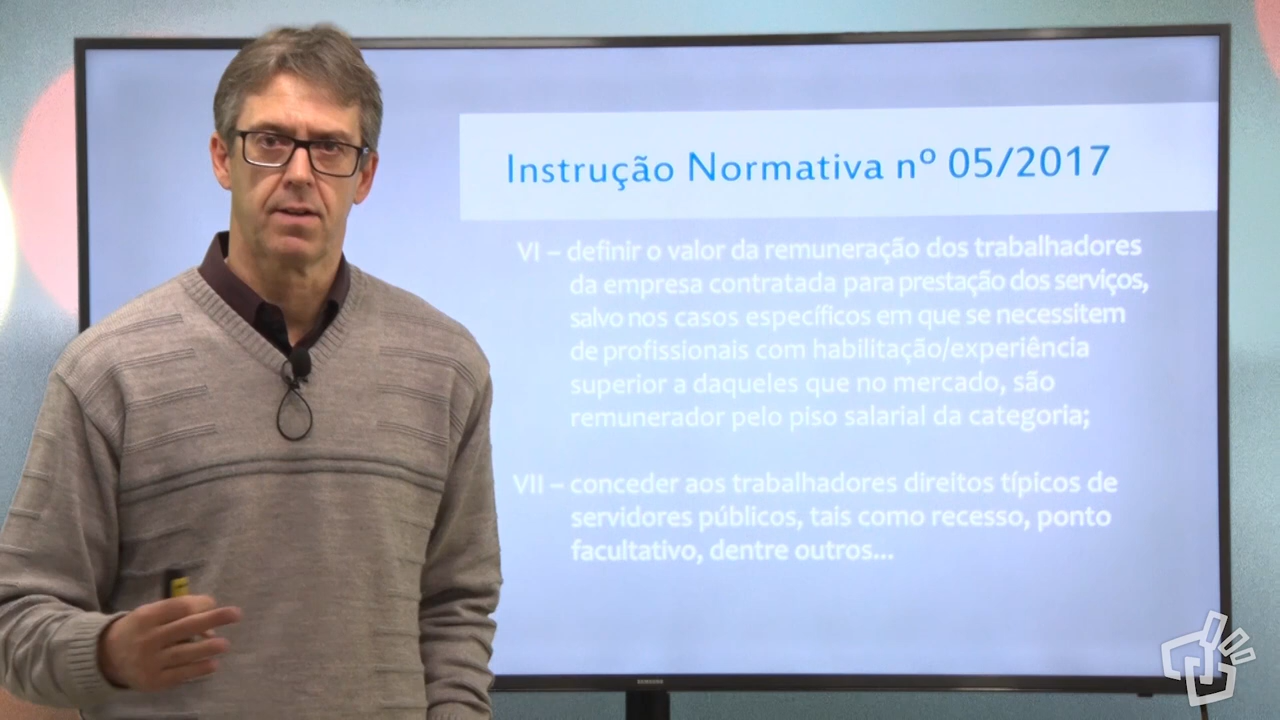 Instrução Normativa nº 05/2017
VI – definir o valor da remuneração dos trabalhadores
da empresa contratada para prestação dos serviços,
salvo nos casos específicos em que se necessitem
de profissionais com habilitação/experiência
superior a daqueles que no mercado, são
remunerador pelo piso salarial da categoria;
VII – conceder aos trabalhadores direitos típicos de
servidores públicos, tais como recesso, ponto
facultativo, dentre outros...
SAMSUNG